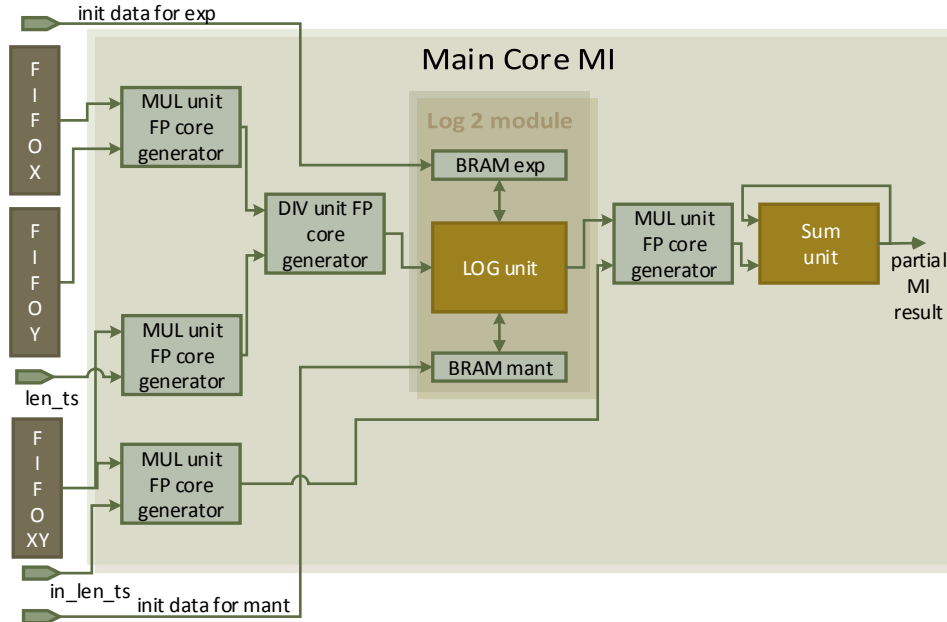 init data for exp
Main Core MI
F
I
F
O
X
MUL unit
FP core
generator
Log 2 module
BRAM exp
F
I
F
O
Y
DIV unit FP
core
generator
LOG unit
MUL unit
FP core
generator
Sum
unit
partial
MI
result
MUL unit
FP core
generator
BRAM mant
len_ts
F
I
F
O
XY
MUL unit
FP core
generator
in_len_ts
init data for mant